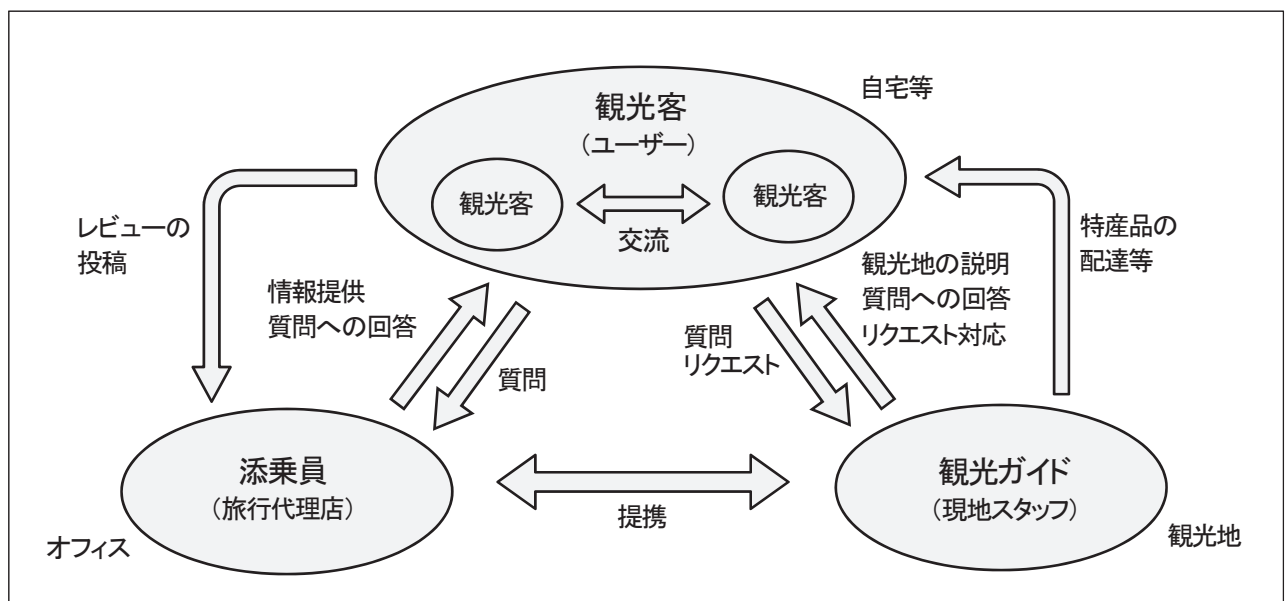 自宅等
観光客
（ユーザー）
観光客
観光客
交流
レビューの
投稿
特産品の
配達等
情報提供
質問への回答
質問
観光地の説明
質問への回答
リクエスト対応
質問
リクエスト
添乗員
（旅行代理店）
オフィス
提携
観光ガイド
（現地スタッフ）
観光地